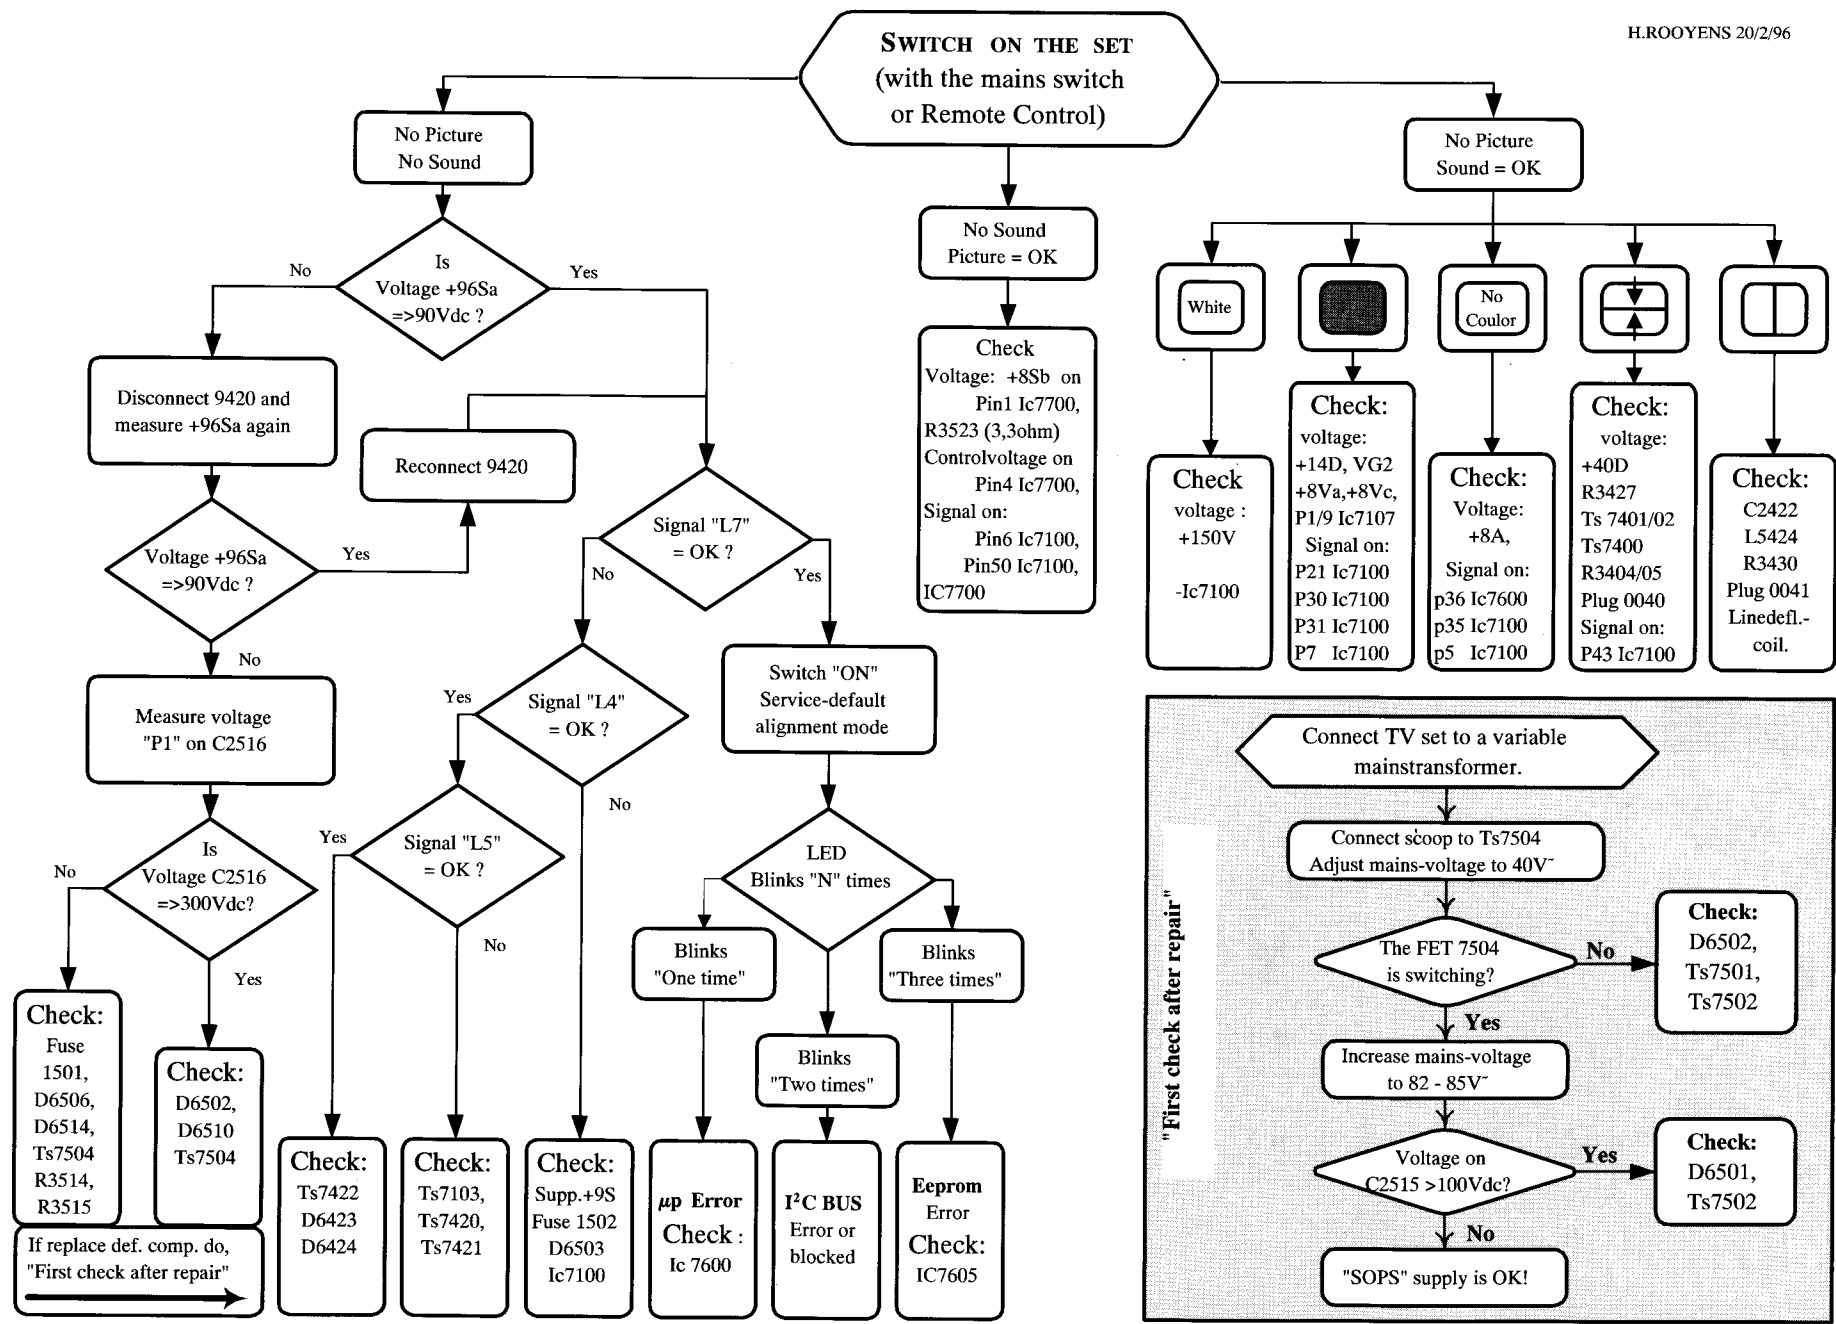 H.ROOYENS 20/2/96
SWITCH ON THE SET
(with the mains switch
or Remote Control)
No Picture
No Sound
Is
Voltage +96Sa
=>90Vdc ?
No
Yes
Disconnect 9420 and
measure +96Sa again
Reconnect 9420
Voltage +96Sa
=>90Vdc ?
Yes
No
Measure voltage
"P1" on C2516
Is
Voltage C2516
=>300Vdc?
No
Yes
Check:
Fuse
1501,
D6506,
D6514,
Ts7504
R3514,
R3515
Check:
D6502,
D6510
Ts7504
If replace def. comp. do,
"First check after repair"
Signal "L7"
= OK ?
No
Yes
Signal "L4"
= OK ?
Yes
No
Signal "L5"
= OK ?
Yes
No
Check:
Ts7422
D6423
D6424
Check:
Ts7103,
Ts7420,
Ts7421
Check:
Supp.+9S
Fuse 1502
D6503
Ic7100
Switch "ON"
Service-default
alignment mode
LED
Blinks "N" times
Blinks
"One time"
Blinks
"Two times"
Blinks
"Three times"
µp Error
Check :
Ic 7600
I²C BUS
Error or
blocked
Eeprom
Error
Check:
IC7605
No Sound
Picture = OK
Check
Voltage: +8Sb on
Pin1 Ic7700,
R3523 (3,3ohm)
Controlvoltage on
Pin4 Ic7700,
Signal on:
Pin6 Ic7100,
Pin50 Ic7100,
IC7700
No Picture
Sound = OK
White
No
Coulor
Check
voltage :
+150V
-Ic7100
Check:
voltage:
+14D, VG2
+8Va,+8Vc,
P1/9 Ic7107
Signal on:
P21 Ic7100
P30 Ic7100
P31 Ic7100
P7 Ic7100
Check:
Voltage:
+8A,
Signal on:
p36 Ic7600
p35 Ic7100
p5 Ic7100
Check:
voltage:
+40D
R3427
Ts 7401/02
Ts7400
R3404/05
Plug 0040
Signal on:
P43 Ic7100
Check:
C2422
L5424
R3430
Plug 0041
Linedefl.-
coil.
"First check after repair"
Connect TV set to a variable
mainstransformer.
Connect scoop to Ts7504
Adjust mains-voltage to 40V~
The FET 7504
is switching?
No
Check:
D6502,
Ts7501,
Ts7502
Yes
Increase mains-voltage
to 82 - 85V~
Voltage on
C2515 >100Vdc?
Yes
Check:
D6501,
Ts7502
No
"SOPS" supply is OK!